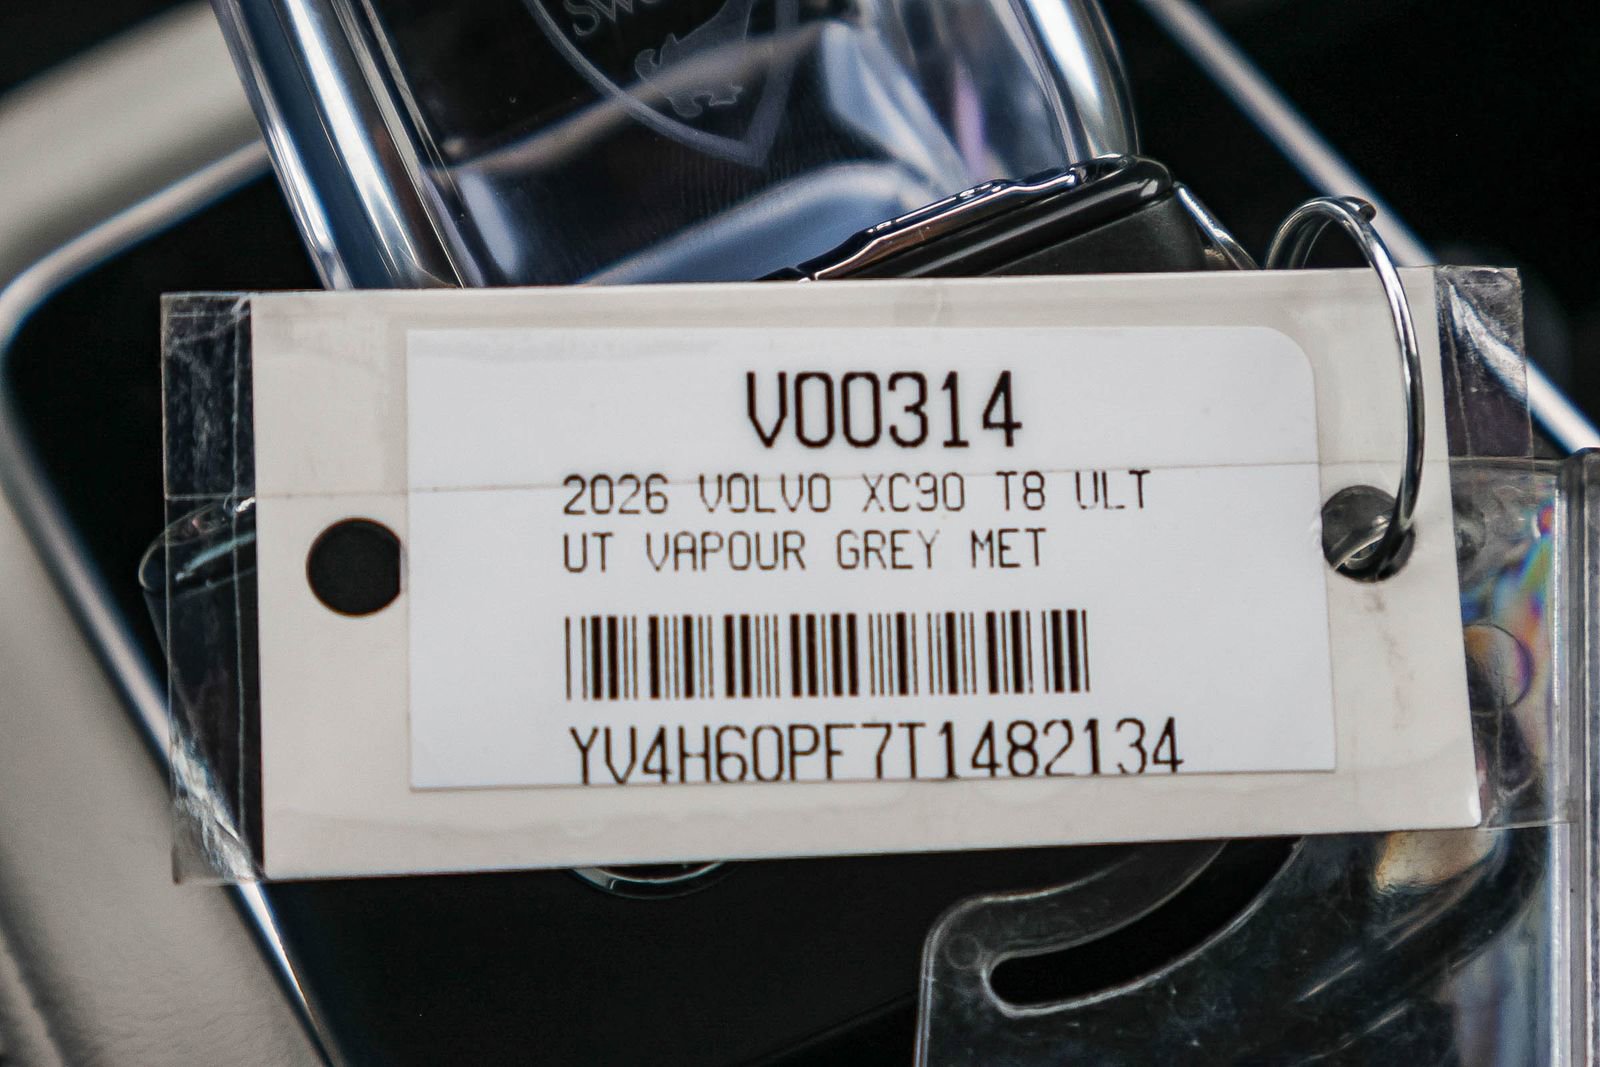 V00314
2026 VOLVO XC90 T8 ULT
UT VAPOUR GREY MET
YV4H60PF7T1482134